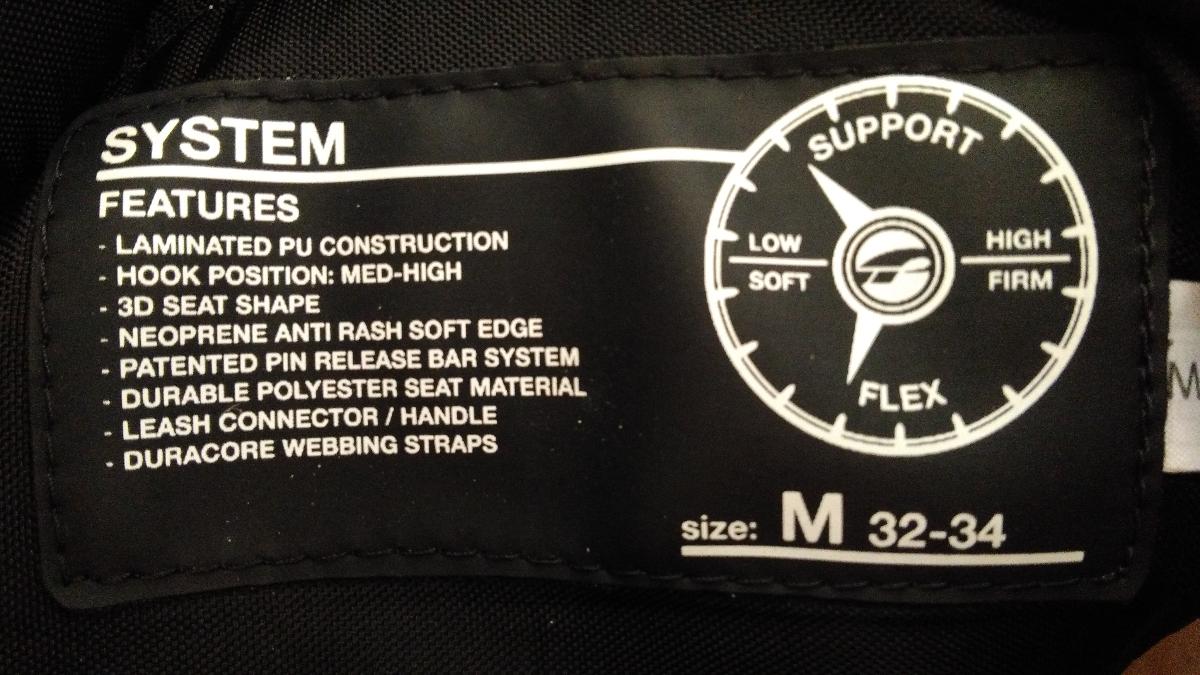 SYSTEM
FEATURES
- LAMINATED PU CONSTRUCTION
- HOOK POSITION: MED-HIGH
- 3D SEAT SHAPE
- NEOPRENE ANTI RASH SOFT EDGE
- PATENTED PIN RELEASE BAR SYSTEM
- DURABLE POLYESTER SEAT MATERIAL
- LEASH CONNECTOR / HANDLE
- DURACORE WEBBING STRAPS
SUPPORT
LOW HIGH
SOFT FIRM
FLEX
size: M 32-34
M